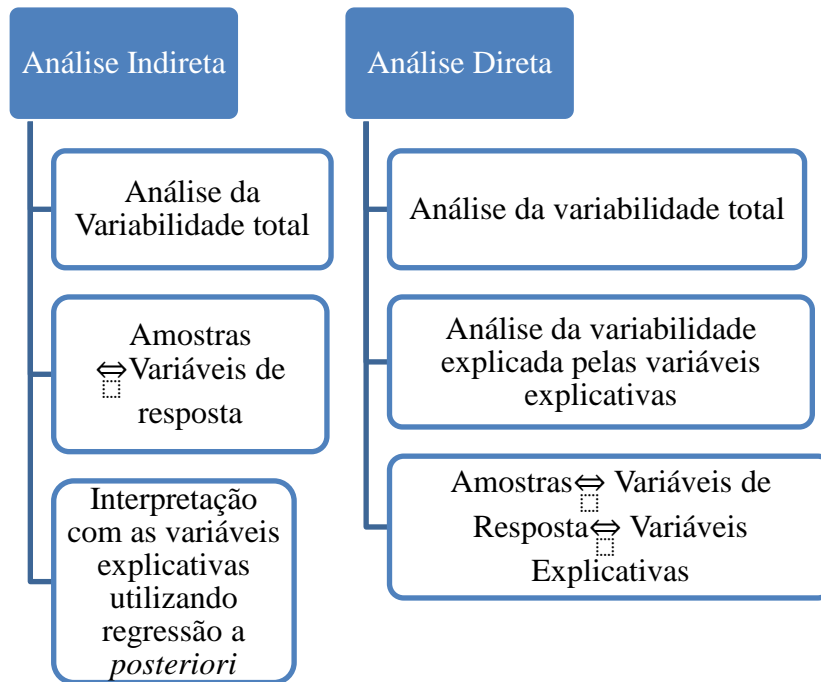 Análise Indireta
Análise da
Variabilidade total
Amostras
⇔Variáveis de
resposta
Interpretação
com as variáveis
explicativas
utilizando
regressão a
posteriori
Análise Direta
Análise da variabilidade total
Análise da variabilidade
explicada pelas variáveis
explicativas
Amostras⇔ Variáveis de
Resposta⇔ Variáveis
Explicativas